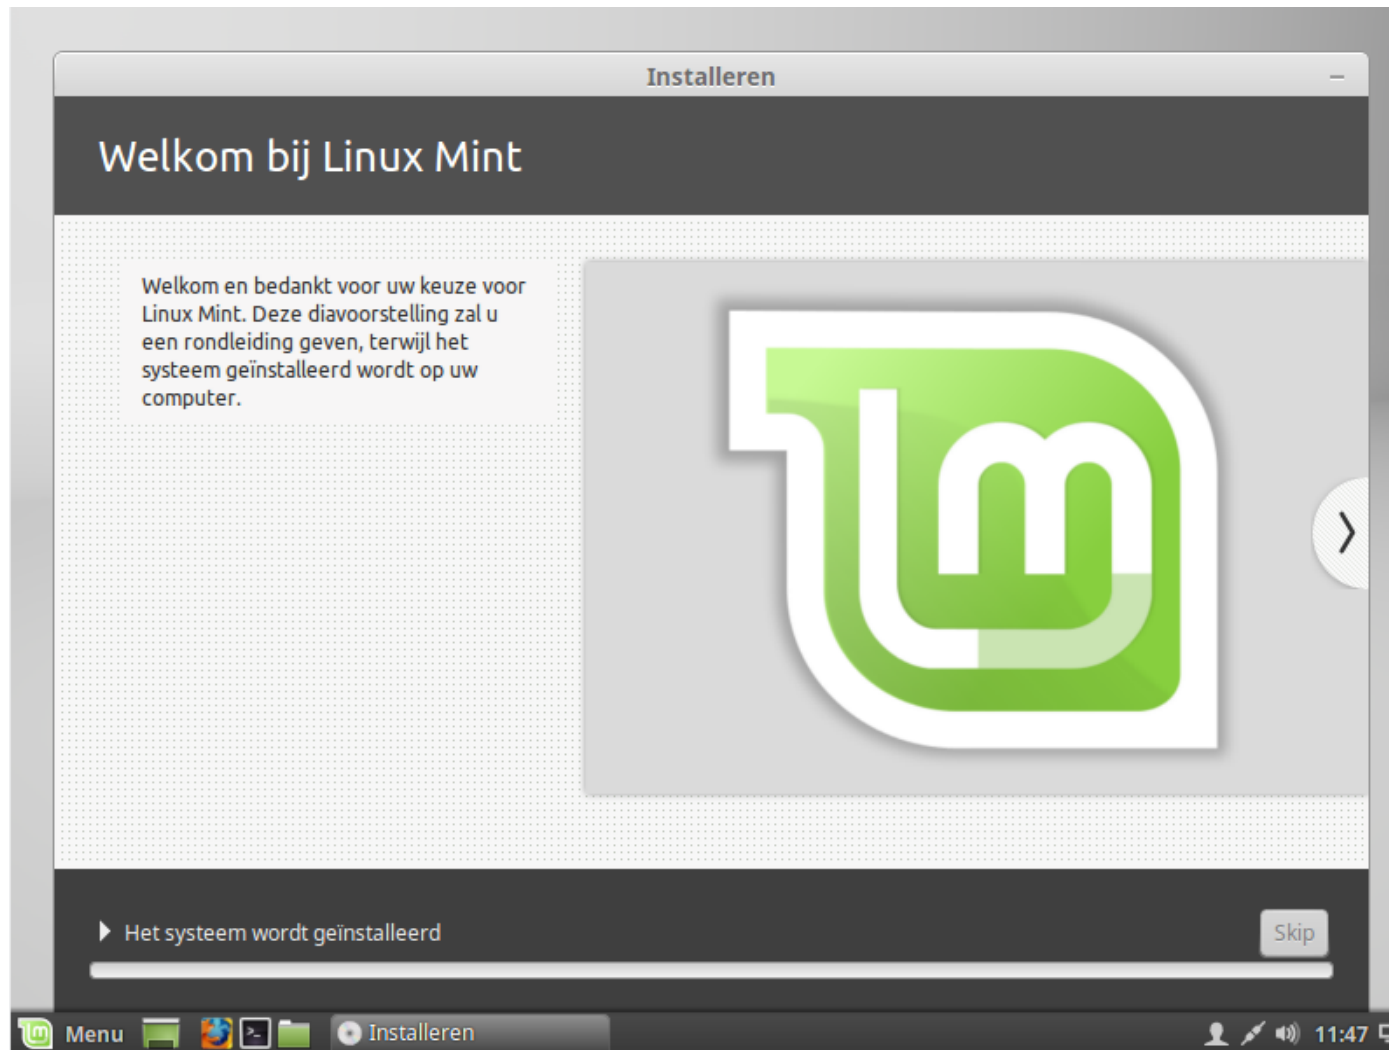 Installeren
Welkom bij Linux Mint
Welkom en bedankt voor uw keuze voor
Linux Mint. Deze diavoorstelling zal u
een rondleiding geven, terwijl het
systeem geïnstalleerd wordt op uw
computer.
Het systeem wordt geïnstalleerd
Skip
Menu
Installeren
11:47